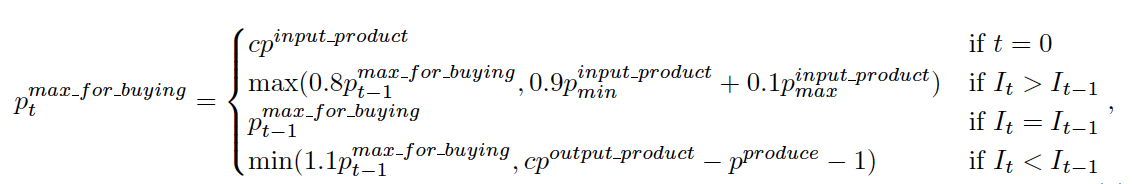 p_t^{max_for_buying} = { cp^{input_product} if t = 0
max(0.8p_{t-1}^{max_for_buying}, 0.9p_{min}^{input_product} + 0.1p_{max}^{input_product}) if I_t > I_{t-1}
p_{t-1}^{max_for_buying} if I_t = I_{t-1}
min(1.1p_{t-1}^{max_for_buying}, cp^{output_product} − p^{produce} − 1) if I_t < I_{t-1} ,